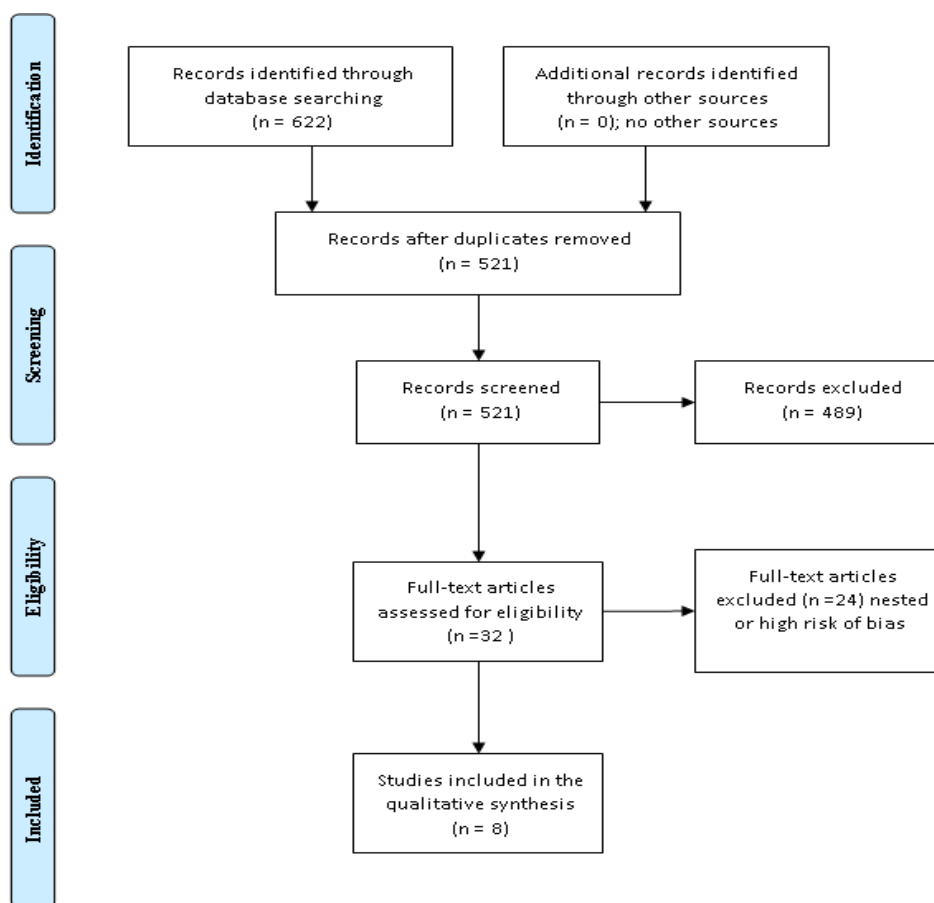 Identification
Records identified through
database searching
(n = 622)
Additional records identified
through other sources
(n = 0); no other sources
Records after duplicates removed
(n = 521)
Screening
Records screened
(n = 521)
Records excluded
(n = 489)
Eligibility
Full-text articles
assessed for eligibility
(n =32 )
Full-text articles
excluded (n =24) nested
or high risk of bias
Included
Studies included in the
qualitative synthesis
(n = 8)